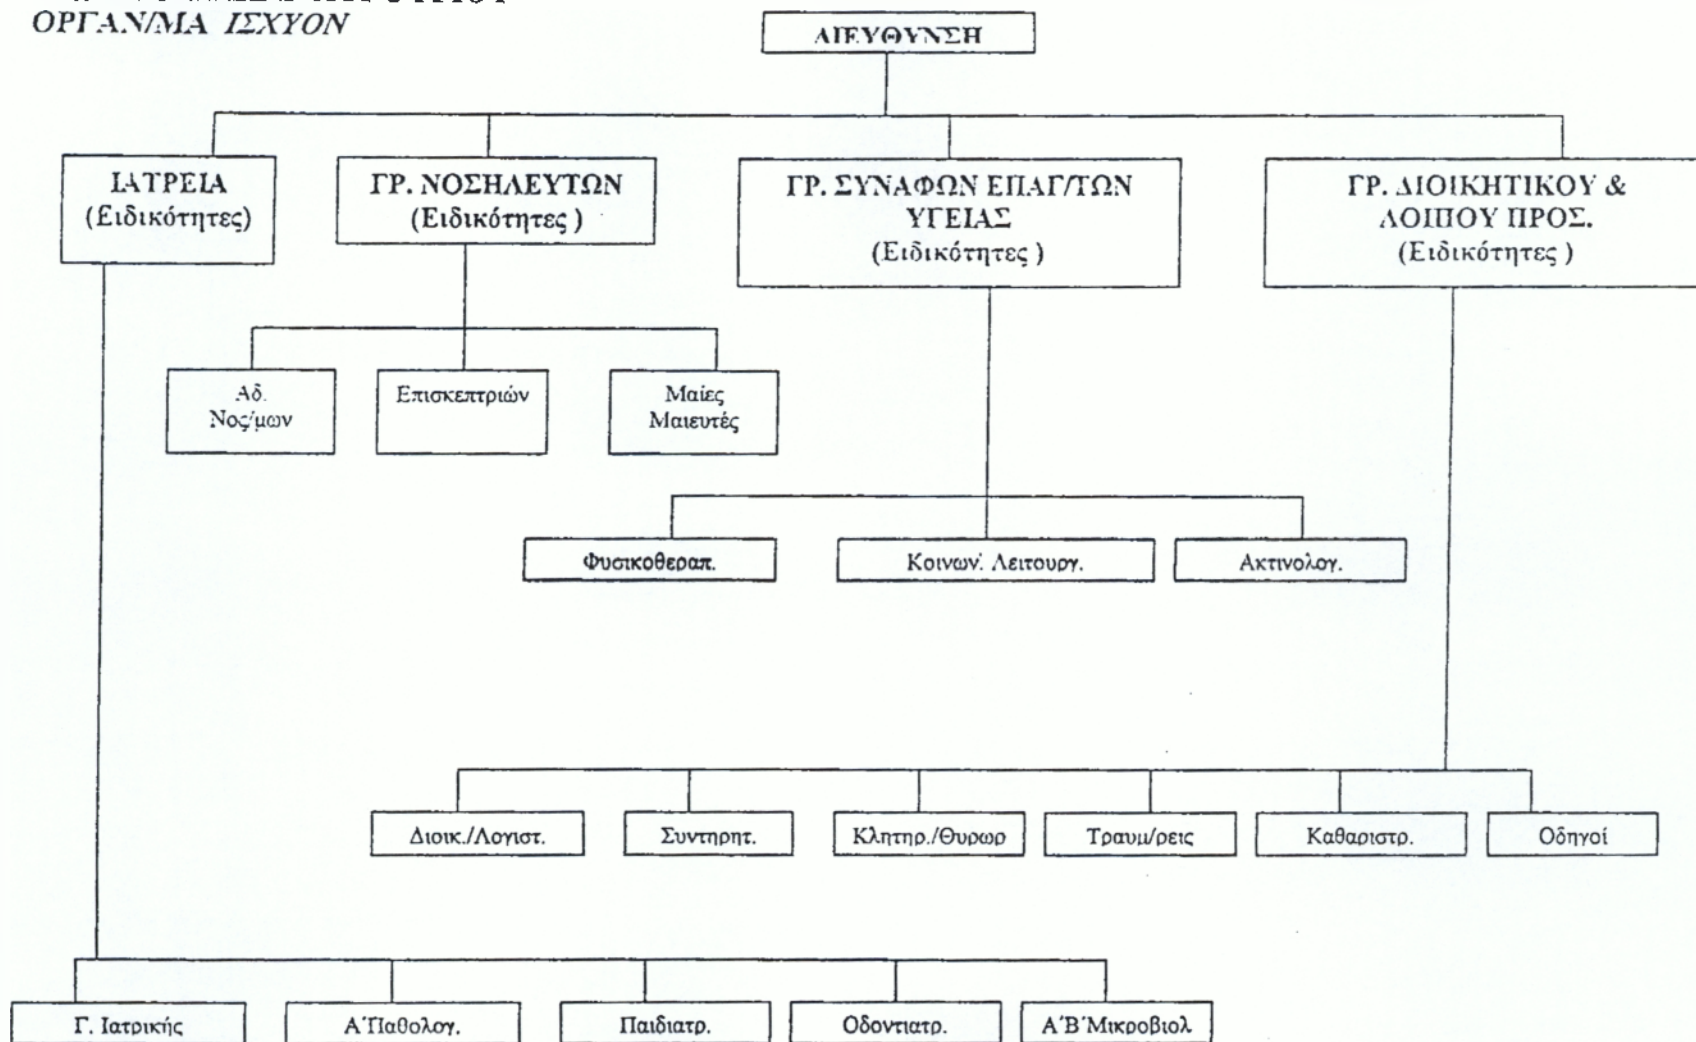 ΟΡΓΑΝ/ΜΑ ΙΣΧΥΟΝ
ΔΙΕΥΘΥΝΣΗ
ΙΑΤΡΕΙΑ
(Ειδικότητες)
ΓΡ. ΝΟΣΗΛΕΥΤΩΝ
(Ειδικότητες )
ΓΡ. ΣΥΝΑΦΩΝ ΕΠΑΓ/ΤΩΝ
ΥΓΕΙΑΣ
(Ειδικότητες )
ΓΡ. ΔΙΟΙΚΗΤΙΚΟΥ &
ΛΟΙΠΟΥ ΠΡΟΣ.
(Ειδικότητες )
Αδ.
Νος/μων
Επισκεπτριών
Μαίες
Μαιευτές
Φυσικοθεραπ.
Κοινων. Λειτουργ.
Ακτινολογ.
Διοικ./Λογιστ.
Συντηρητ.
Κλητηρ./Θυρωρ
Τραυμ/ρεις
Καθαριστρ.
Οδηγοί
Γ. Ιατρικής
Α΄Παθολογ.
Παιδιατρ.
Οδοντιατρ.
Α΄Β΄Μικροβιολ